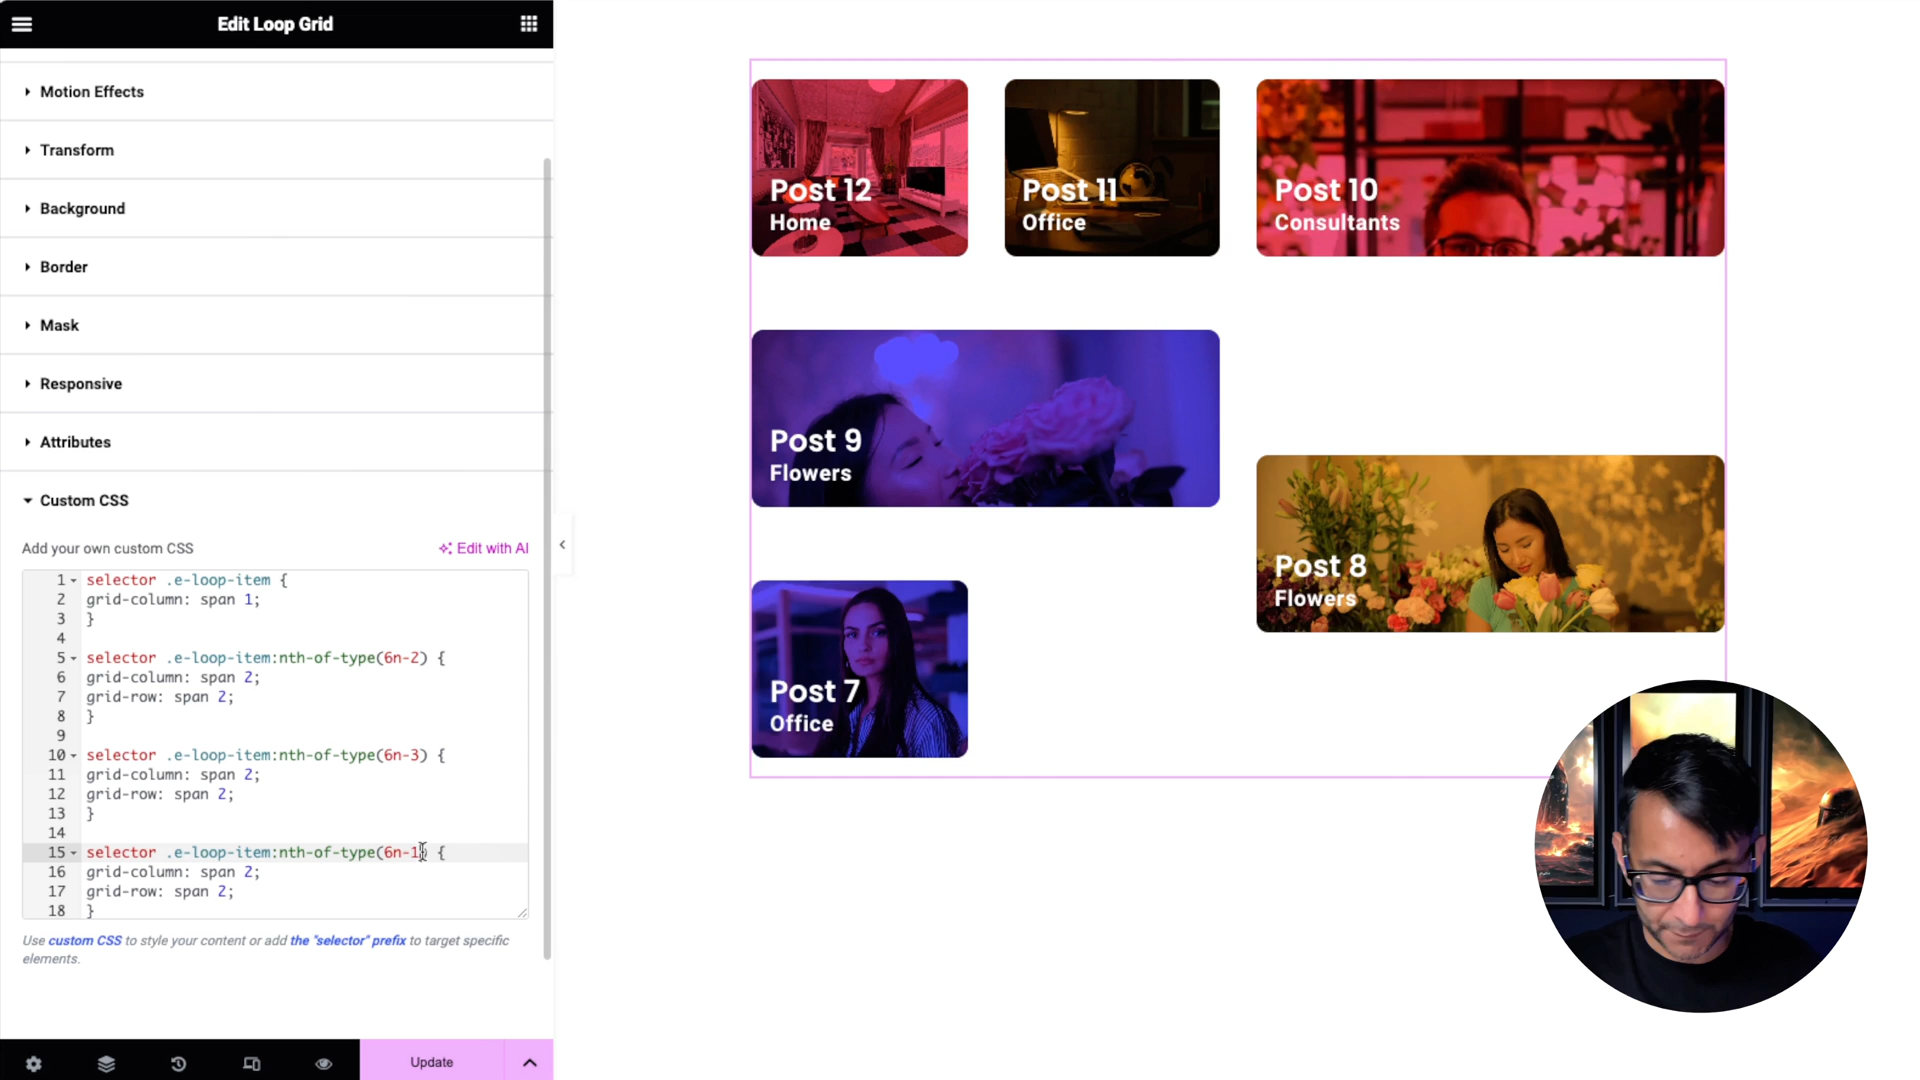 Edit Loop Grid
Motion Effects
Transform
Background
Border
Mask
Responsive
Attributes
Custom CSS
Add your own custom CSS
Edit with AI
1 selector .e-loop-item {
2 grid-column: span 1;
3 }
4
5 selector .e-loop-item:nth-of-type(6n-2) {
6 grid-column: span 2;
7 grid-row: span 2;
8 }
9
10 selector .e-loop-item:nth-of-type(6n-3) {
11 grid-column: span 2;
12 grid-row: span 2;
13 }
14
15 selector .e-loop-item:nth-of-type(6n-1) {
16 grid-column: span 2;
17 grid-row: span 2;
18 }
Use custom CSS to style your content or add the "selector" prefix to target specific
elements.
Update
Post 12
Home
Post 11
Office
Post 10
Consultants
Post 9
Flowers
Post 8
Flowers
Post 7
Office